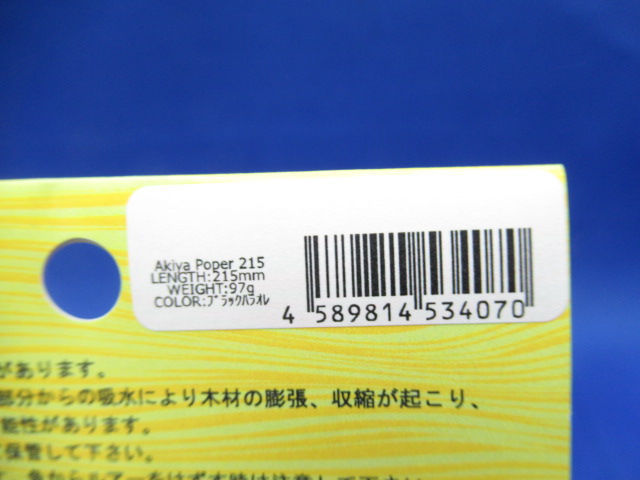 Akiya Poper 215
LENGTH:215mm
WEIGHT:97g
COLOR:ブラックパラオレ
4 589814 534070
があります。
部分からの吸水により木材の膨張、収縮が起こり、
能性があります。
保管して下さい。